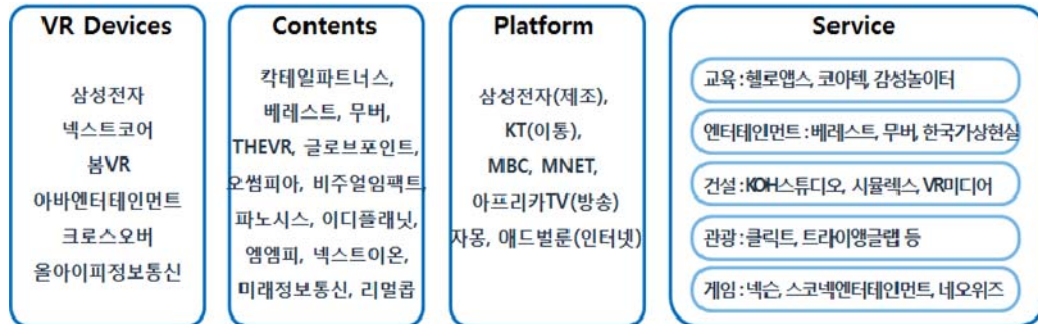 VR Devices
삼성전자
넥스트코어
봄VR
아바엔터테인먼트
크로스오버
올아이피정보통신
Contents
칵테일파트너스,
베레스트, 무버,
THEVR, 글로브포인트,
오썸피아, 비주얼임팩트,
파노시스, 이디플래닛,
엠엠피, 넥스트이온,
미래정보통신, 리얼콥
Platform
삼성전자(제조),
KT(이통),
MBC, MNET,
아프리카TV(방송)
자몽, 애드벌룬(인터넷)
Service
교육 : 헬로앱스, 코아텍, 감성놀이터
엔터테인먼트 : 베레스트, 무버, 한국가상현실
건설 : KOH스튜디오, 시뮬렉스, VR미디어
관광 : 클릭트, 트라이앵글랩 등
게임 : 넥슨, 스코넥엔터테인먼트, 네오위즈